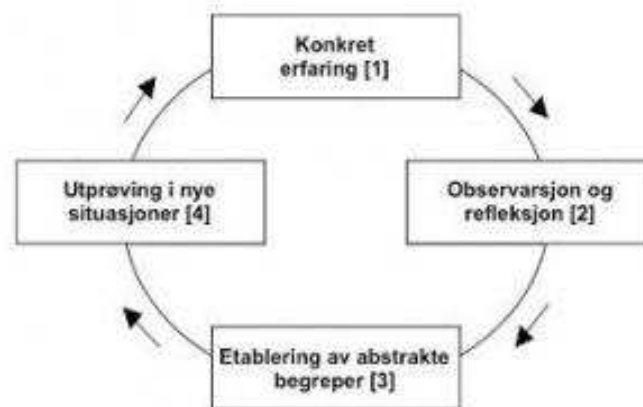 Konkret
erfaring [1]
Utprøving i nye
situasjoner [4]
Observarsjon og
refleksjon [2]
Etablering av abstrakte
begreper [3]